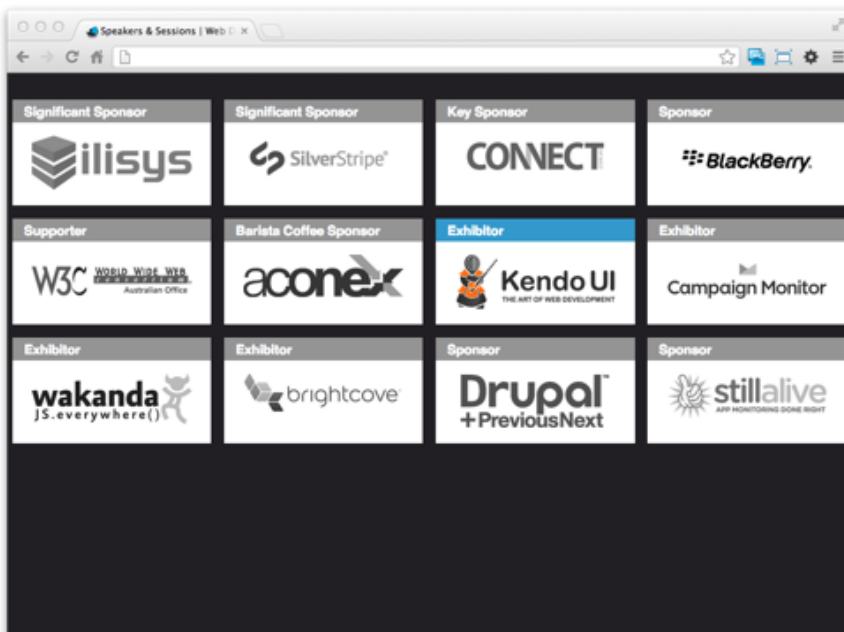 Speakers & Sessions | Web D
Significant Sponsor
ilisys
Significant Sponsor
SilverStripe®
Key Sponsor
CONNECT
Sponsor
BlackBerry.
Supporter
W3C WORLD WIDE WEB
consortium
Australian Office
Barista Coffee Sponsor
aconex
Exhibitor
Kendo UI
THE ART OF WEB DEVELOPMENT
Exhibitor
Campaign Monitor
Exhibitor
wakanda
JS.everywhere()
Exhibitor
brightcove
Sponsor
Drupal™
+PreviousNext
Sponsor
stillalive
APP MONITORING DONE RIGHT